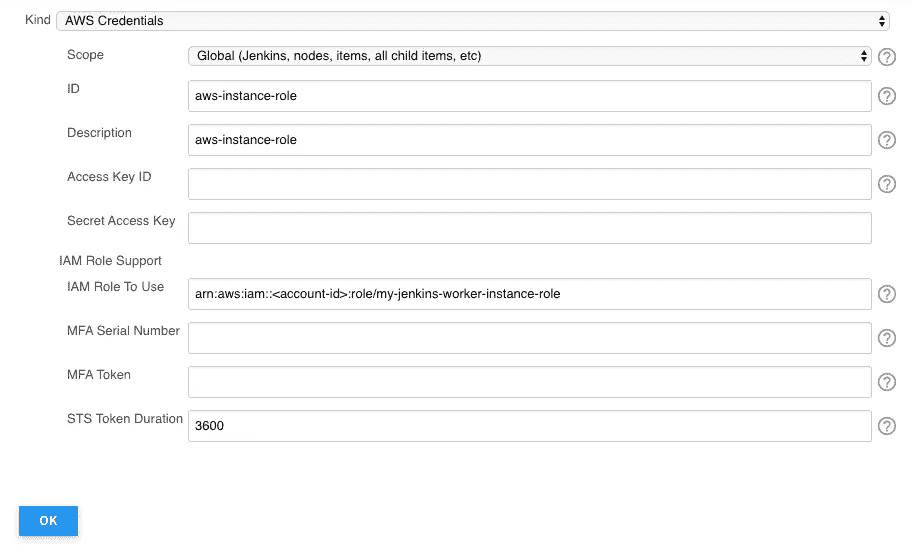 Kind AWS Credentials
Scope Global (Jenkins, nodes, items, all child items, etc) ?
ID aws-instance-role ?
Description aws-instance-role ?
Access Key ID ?
Secret Access Key
IAM Role Support
IAM Role To Use arn:aws:iam::<account-id>:role/my-jenkins-worker-instance-role ?
MFA Serial Number ?
MFA Token ?
STS Token Duration 3600 ?
OK